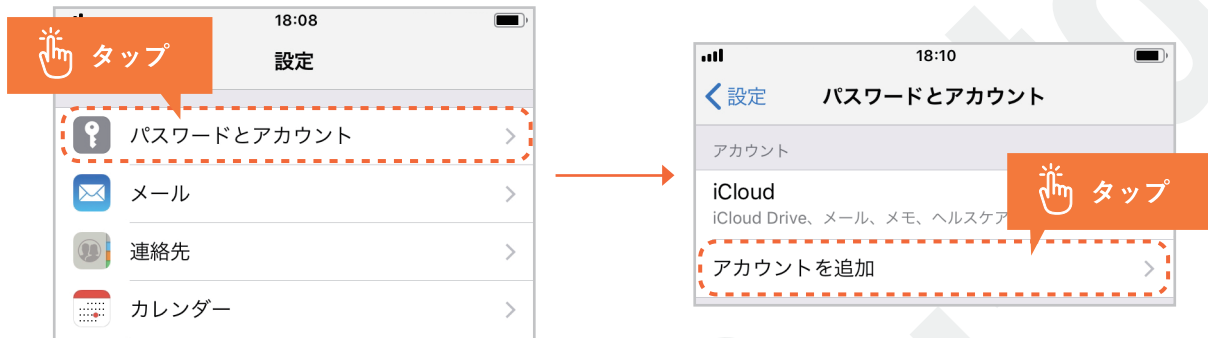 18:08
タップ
設定
パスワードとアカウント
メール
連絡先
カレンダー
18:10
設定
パスワードとアカウント
アカウント
iCloud
iCloud Drive、メール、メモ、ヘルスケア
タップ
アカウントを追加